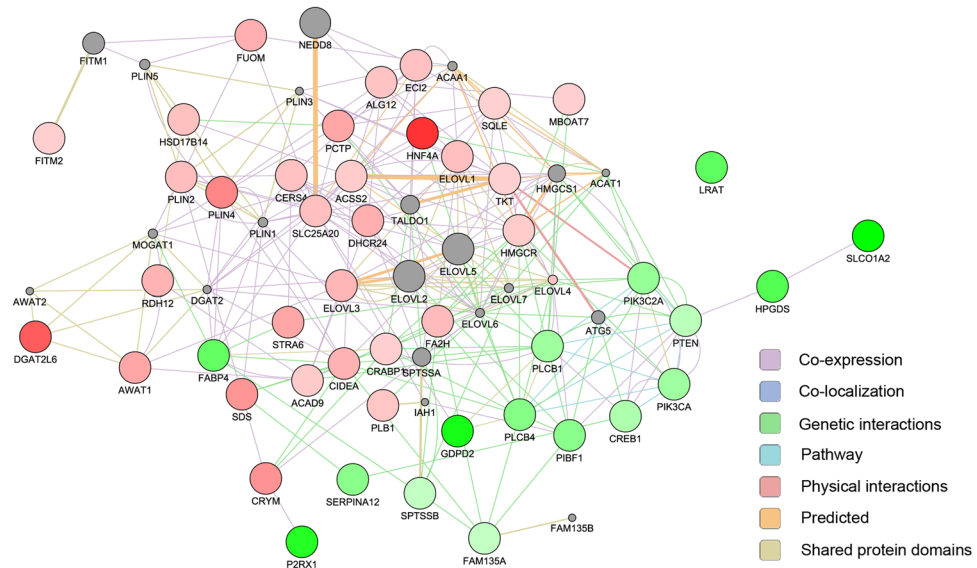 NEDD8
FITM1
FUOM
PLIN5
ECI2
ACAA1
PLIN3
ALG12
SQLE
MBOAT7
HSD17B14
PCTP
FITM2
HNF4A
ELOVL1
HMGCS1
ACAT1
LRAT
PLIN2
PLIN4
CERS4
ACSS2
TKT
TALDO1
SLC25A20
PLIN1
DHCR24
HMGCR
SLCO1A2
MOGAT1
ELOVL5
RDH12
DGAT2
ELOVL3
ELOVL2
ELOVL7
ELOVL4
PIK3C2A
HPGDS
AWAT2
ELOVL6
ATG5
PTEN
STRA6
FA2H
DGAT2L6
FABP4
CRABP1
SPTSSA
PLCB1
AWAT1
CIDEA
ACAD9
PIK3CA
SDS
PLB1
IAH1
PLCB4
CREB1
GDPD2
PIBF1
CRYM
SERPINA12
SPTSSB
FAM135B
P2RX1
FAM135A
Co-expression
Co-localization
Genetic interactions
Pathway
Physical interactions
Predicted
Shared protein domains